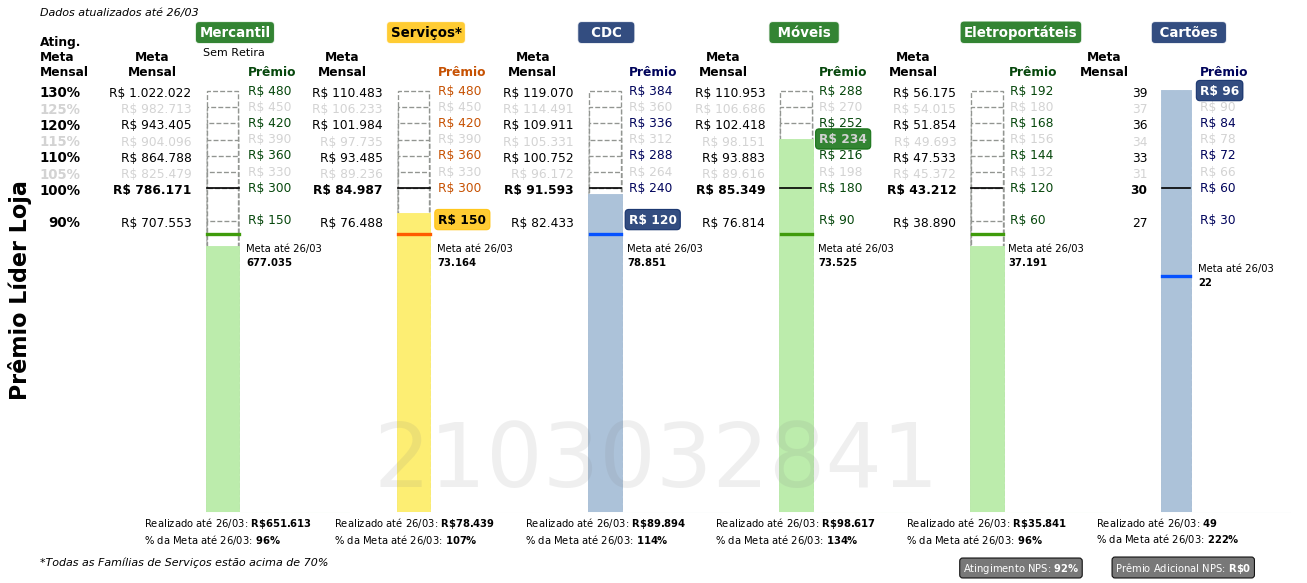 Dados atualizados até 26/03
Mercantil Serviços* CDC Móveis Eletroportáteis Cartões
Sem Retira
Ating. Meta Mensal
Meta Mensal Prêmio Meta Mensal Prêmio Meta Mensal Prêmio Meta Mensal Prêmio Meta Mensal Prêmio Meta Mensal Prêmio
130% R$ 1.022.022 R$ 480 R$ 110.483 R$ 480 R$ 119.070 R$ 384 R$ 110.953 R$ 288 R$ 56.175 R$ 192 39 R$ 96
125% R$ 982.713 R$ 450 R$ 106.233 R$ 450 R$ 114.491 R$ 360 R$ 106.686 R$ 270 R$ 54.015 R$ 180 37 R$ 90
120% R$ 943.405 R$ 420 R$ 101.984 R$ 420 R$ 109.911 R$ 336 R$ 102.418 R$ 252 R$ 51.854 R$ 168 36 R$ 84
115% R$ 904.096 R$ 390 R$ 97.735 R$ 390 R$ 105.331 R$ 312 R$ 98.151 R$ 234 R$ 49.693 R$ 156 34 R$ 78
110% R$ 864.788 R$ 360 R$ 93.485 R$ 360 R$ 100.752 R$ 288 R$ 93.883 R$ 216 R$ 47.533 R$ 144 33 R$ 72
105% R$ 825.479 R$ 330 R$ 89.236 R$ 330 R$ 96.172 R$ 264 R$ 89.616 R$ 198 R$ 45.372 R$ 132 31 R$ 66
100% R$ 786.171 R$ 300 R$ 84.987 R$ 300 R$ 91.593 R$ 240 R$ 85.349 R$ 180 R$ 43.212 R$ 120 30 R$ 60
90% R$ 707.553 R$ 150 R$ 76.488 R$ 150 R$ 82.433 R$ 120 R$ 76.814 R$ 90 R$ 38.890 R$ 60 27 R$ 30
Meta até 26/03 Meta até 26/03 Meta até 26/03 Meta até 26/03 Meta até 26/03
677.035 73.164 78.851 73.525 37.191
Meta até 26/03
22
Prêmio Líder Loja
2103032841
Realizado até 26/03: R$651.613 Realizado até 26/03: R$78.439 Realizado até 26/03: R$89.894 Realizado até 26/03: R$98.617 Realizado até 26/03: R$35.841 Realizado até 26/03: 49
% da Meta até 26/03: 96% % da Meta até 26/03: 107% % da Meta até 26/03: 114% % da Meta até 26/03: 134% % da Meta até 26/03: 96% % da Meta até 26/03: 222%
*Todas as Famílias de Serviços estão acima de 70%
Atingimento NPS: 92% Prêmio Adicional NPS: R$0